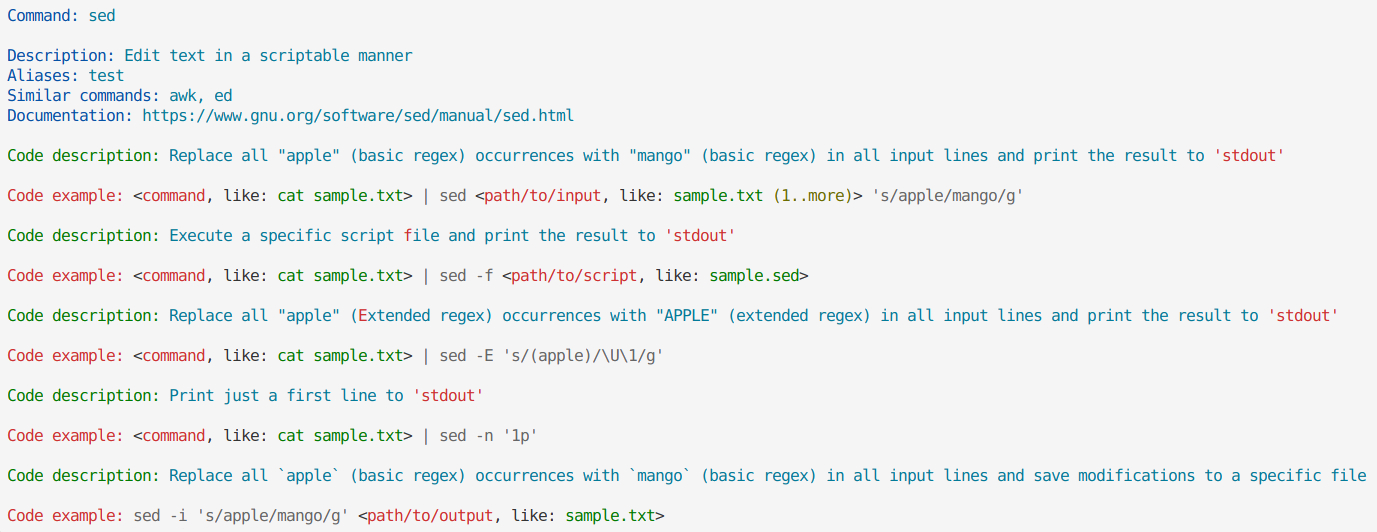 Command: sed
Description: Edit text in a scriptable manner
Aliases: test
Similar commands: awk, ed
Documentation: https://www.gnu.org/software/sed/manual/sed.html
Code description: Replace all "apple" (basic regex) occurrences with "mango" (basic regex) in all input lines and print the result to 'stdout'
Code example: <command, like: cat sample.txt> | sed <path/to/input, like: sample.txt (1..more)> 's/apple/mango/g'
Code description: Execute a specific script file and print the result to 'stdout'
Code example: <command, like: cat sample.txt> | sed -f <path/to/script, like: sample.sed>
Code description: Replace all "apple" (Extended regex) occurrences with "APPLE" (extended regex) in all input lines and print the result to 'stdout'
Code example: <command, like: cat sample.txt> | sed -E 's/(apple)/\U\1/g'
Code description: Print just a first line to 'stdout'
Code example: <command, like: cat sample.txt> | sed -n '1p'
Code description: Replace all `apple` (basic regex) occurrences with `mango` (basic regex) in all input lines and save modifications to a specific file
Code example: sed -i 's/apple/mango/g' <path/to/output, like: sample.txt>